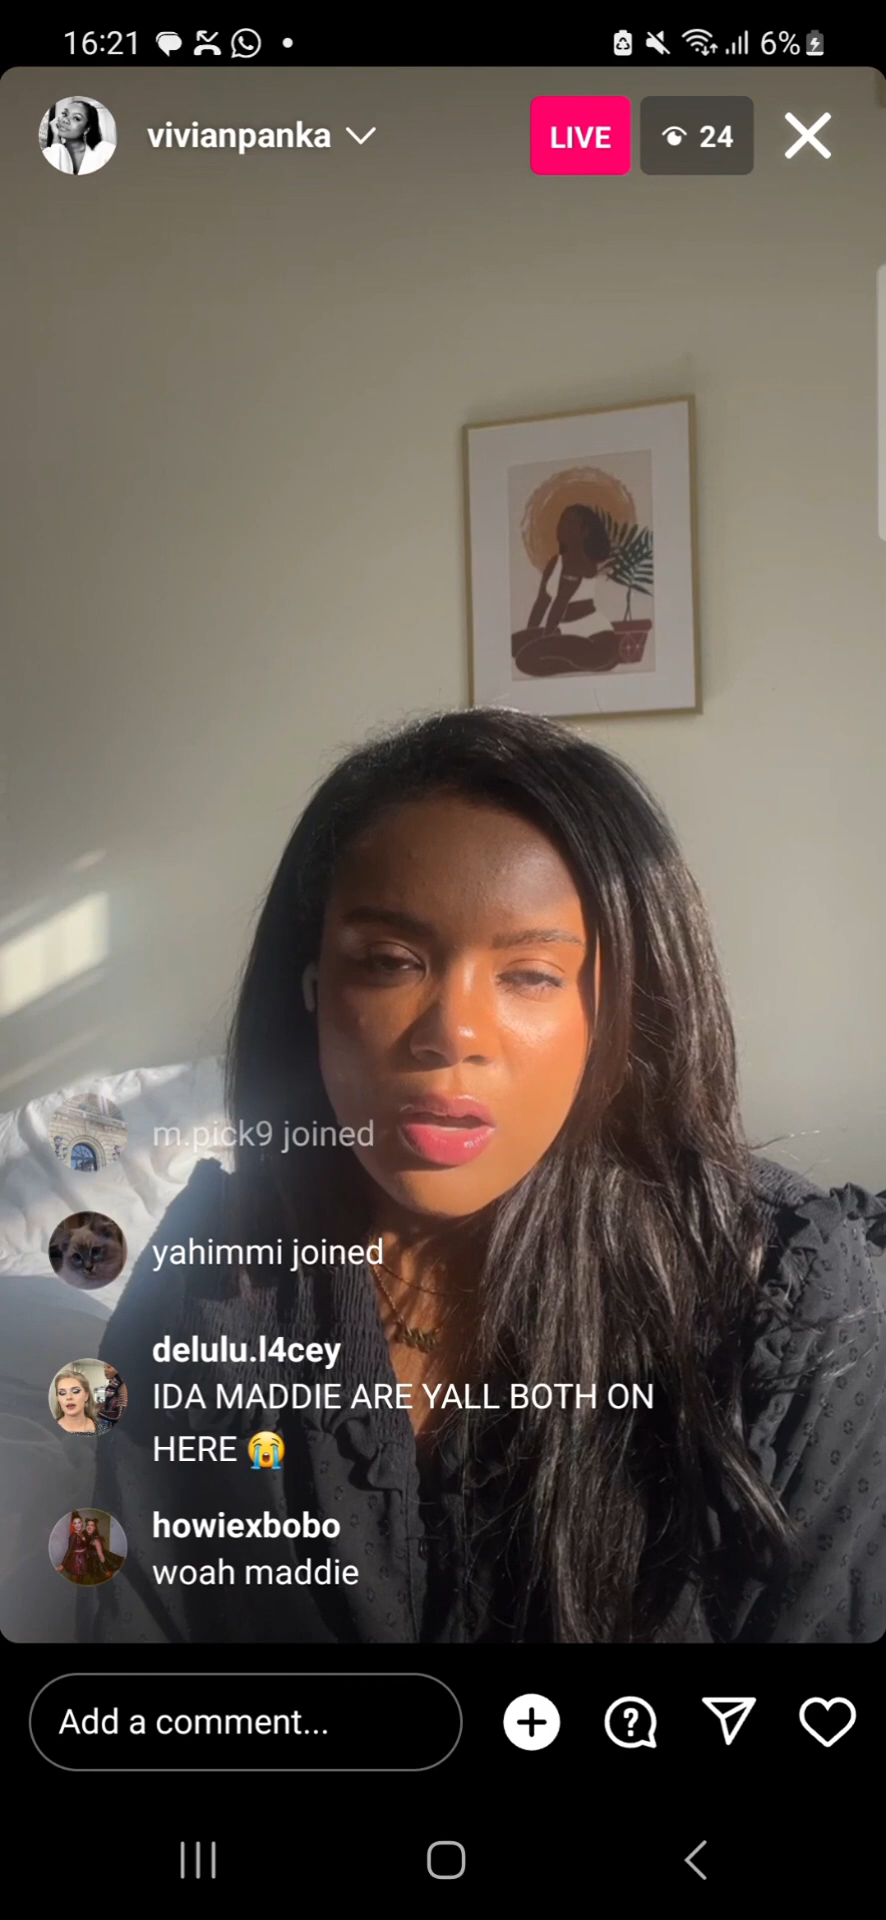 16:21
6%
vivianpanka
LIVE
24
m.pick9 joined
yahimmi joined
delulu.l4cey
IDA MADDIE ARE YALL BOTH ON
HERE 😭
howiexbobo
woah maddie
Add a comment...